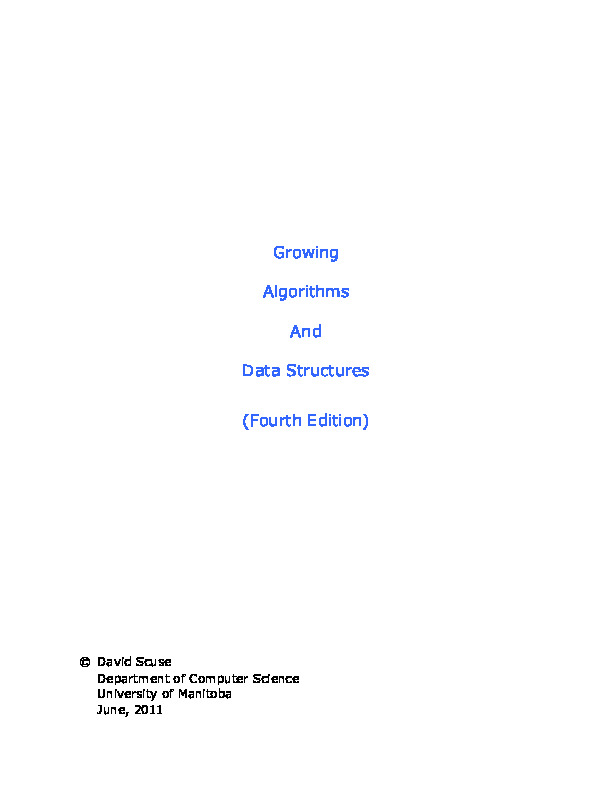 Growing
Algorithms
And
Data Structures
(Fourth Edition)
© David Scuse
Department of Computer Science
University of Manitoba
June, 2011